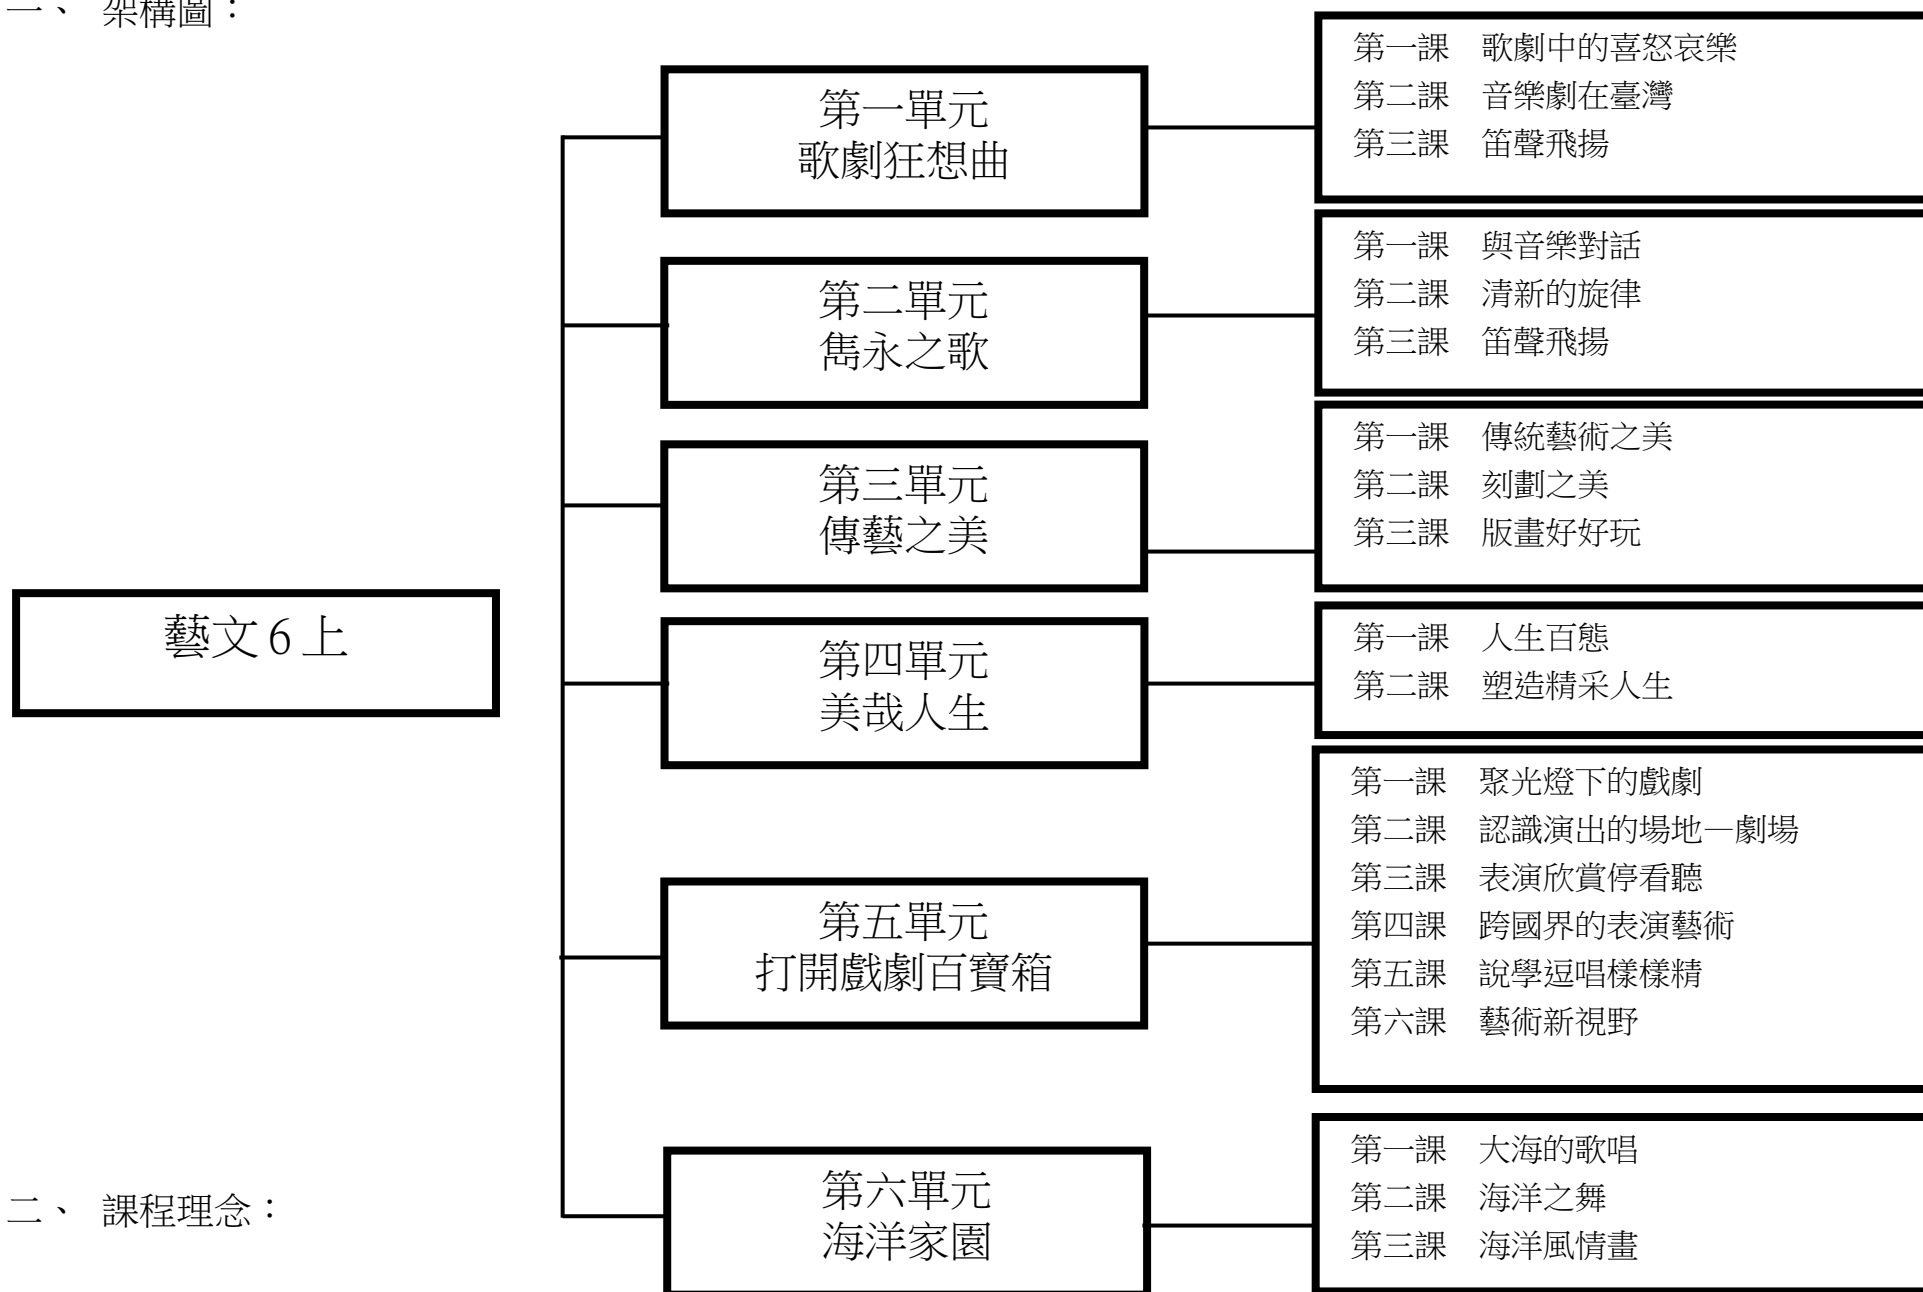 一、 架構圖：
藝文6上
第一單元
歌劇狂想曲
第一課 歌劇中的喜怒哀樂
第二課 音樂劇在臺灣
第三課 笛聲飛揚
第二單元
雋永之歌
第一課 與音樂對話
第二課 清新的旋律
第三課 笛聲飛揚
第三單元
傳藝之美
第一課 傳統藝術之美
第二課 刻劃之美
第三課 版畫好好玩
第四單元
美哉人生
第一課 人生百態
第二課 塑造精采人生
第五單元
打開戲劇百寶箱
第一課 聚光燈下的戲劇
第二課 認識演出的場地—劇場
第三課 表演欣賞停看聽
第四課 跨國界的表演藝術
第五課 說學逗唱樣樣精
第六課 藝術新視野
第六單元
海洋家園
第一課 大海的歌唱
第二課 海洋之舞
第三課 海洋風情畫
二、 課程理念：